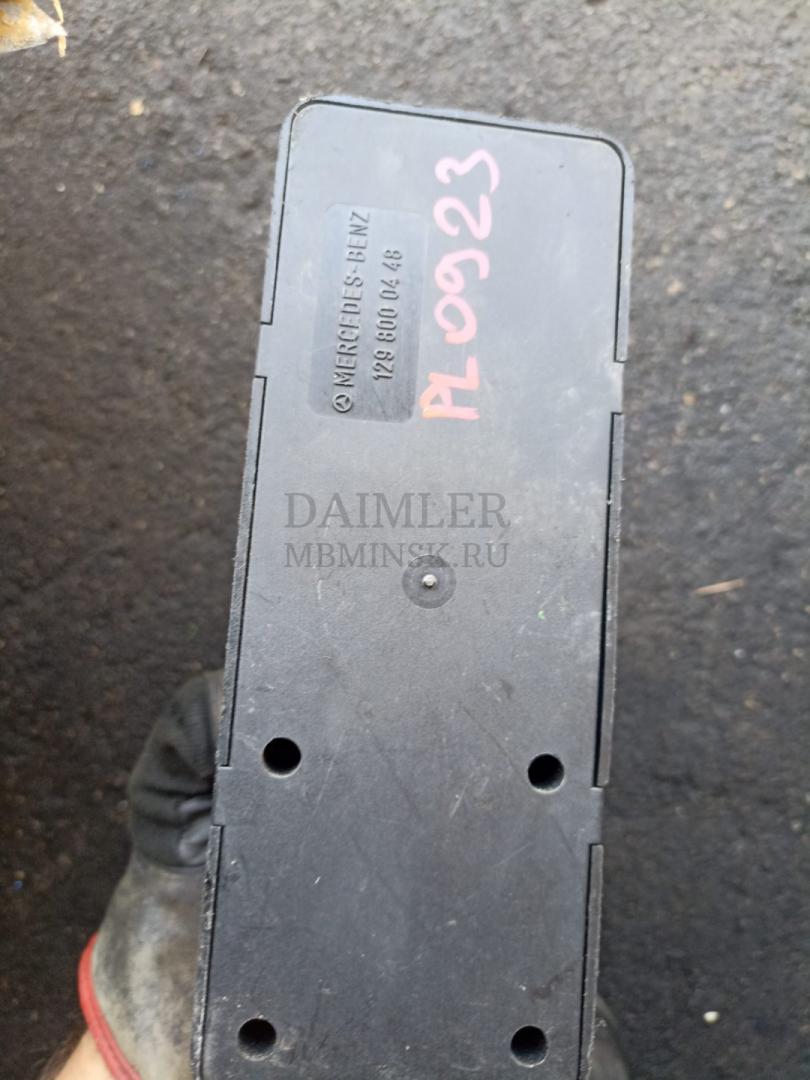 MERCEDES-BENZ
129 800 04 48
PL0923
DAIMLER
MBMINSK.RU